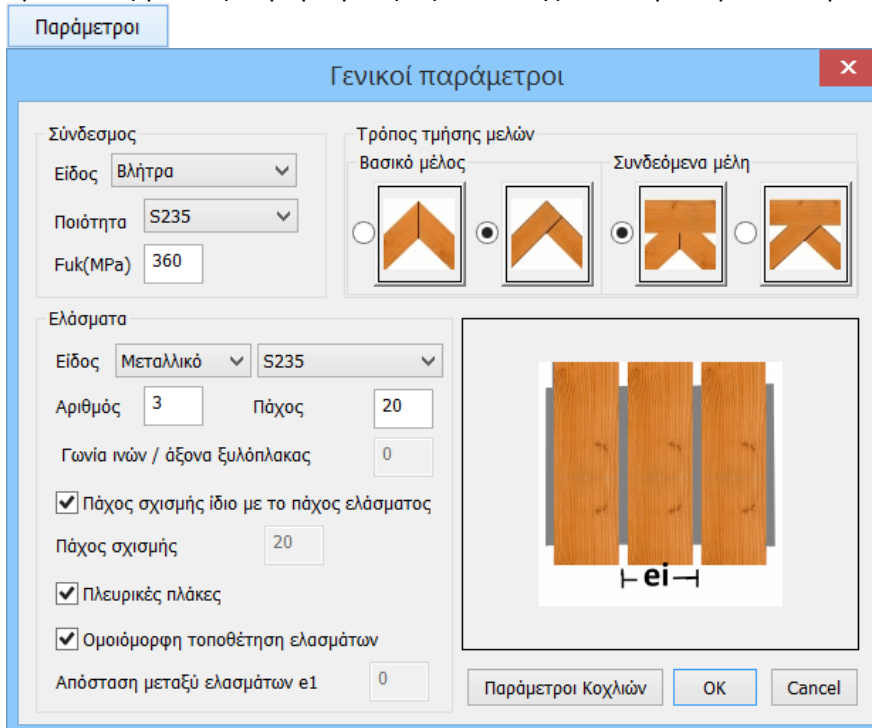 Παράμετροι
Γενικοί παράμετροι
x
Σύνδεσμος
Είδος Βλήτρα
Ποιότητα S235
Fuk(MPa) 360
Τρόπος τμήσης μελών
Βασικό μέλος
Συνδεόμενα μέλη
Ελάσματα
Είδος Μεταλλικό S235
Αριθμός 3 Πάχος 20
Γωνία ινών / άξονα ξυλόπλακας 0
Πάχος σχισμής ίδιο με το πάχος ελάσματος
Πάχος σχισμής 20
Πλευρικές πλάκες
Ομοιόμορφη τοποθέτηση ελασμάτων
Απόσταση μεταξύ ελασμάτων e1 0
ei
Παράμετροι Κοχλιών OK Cancel